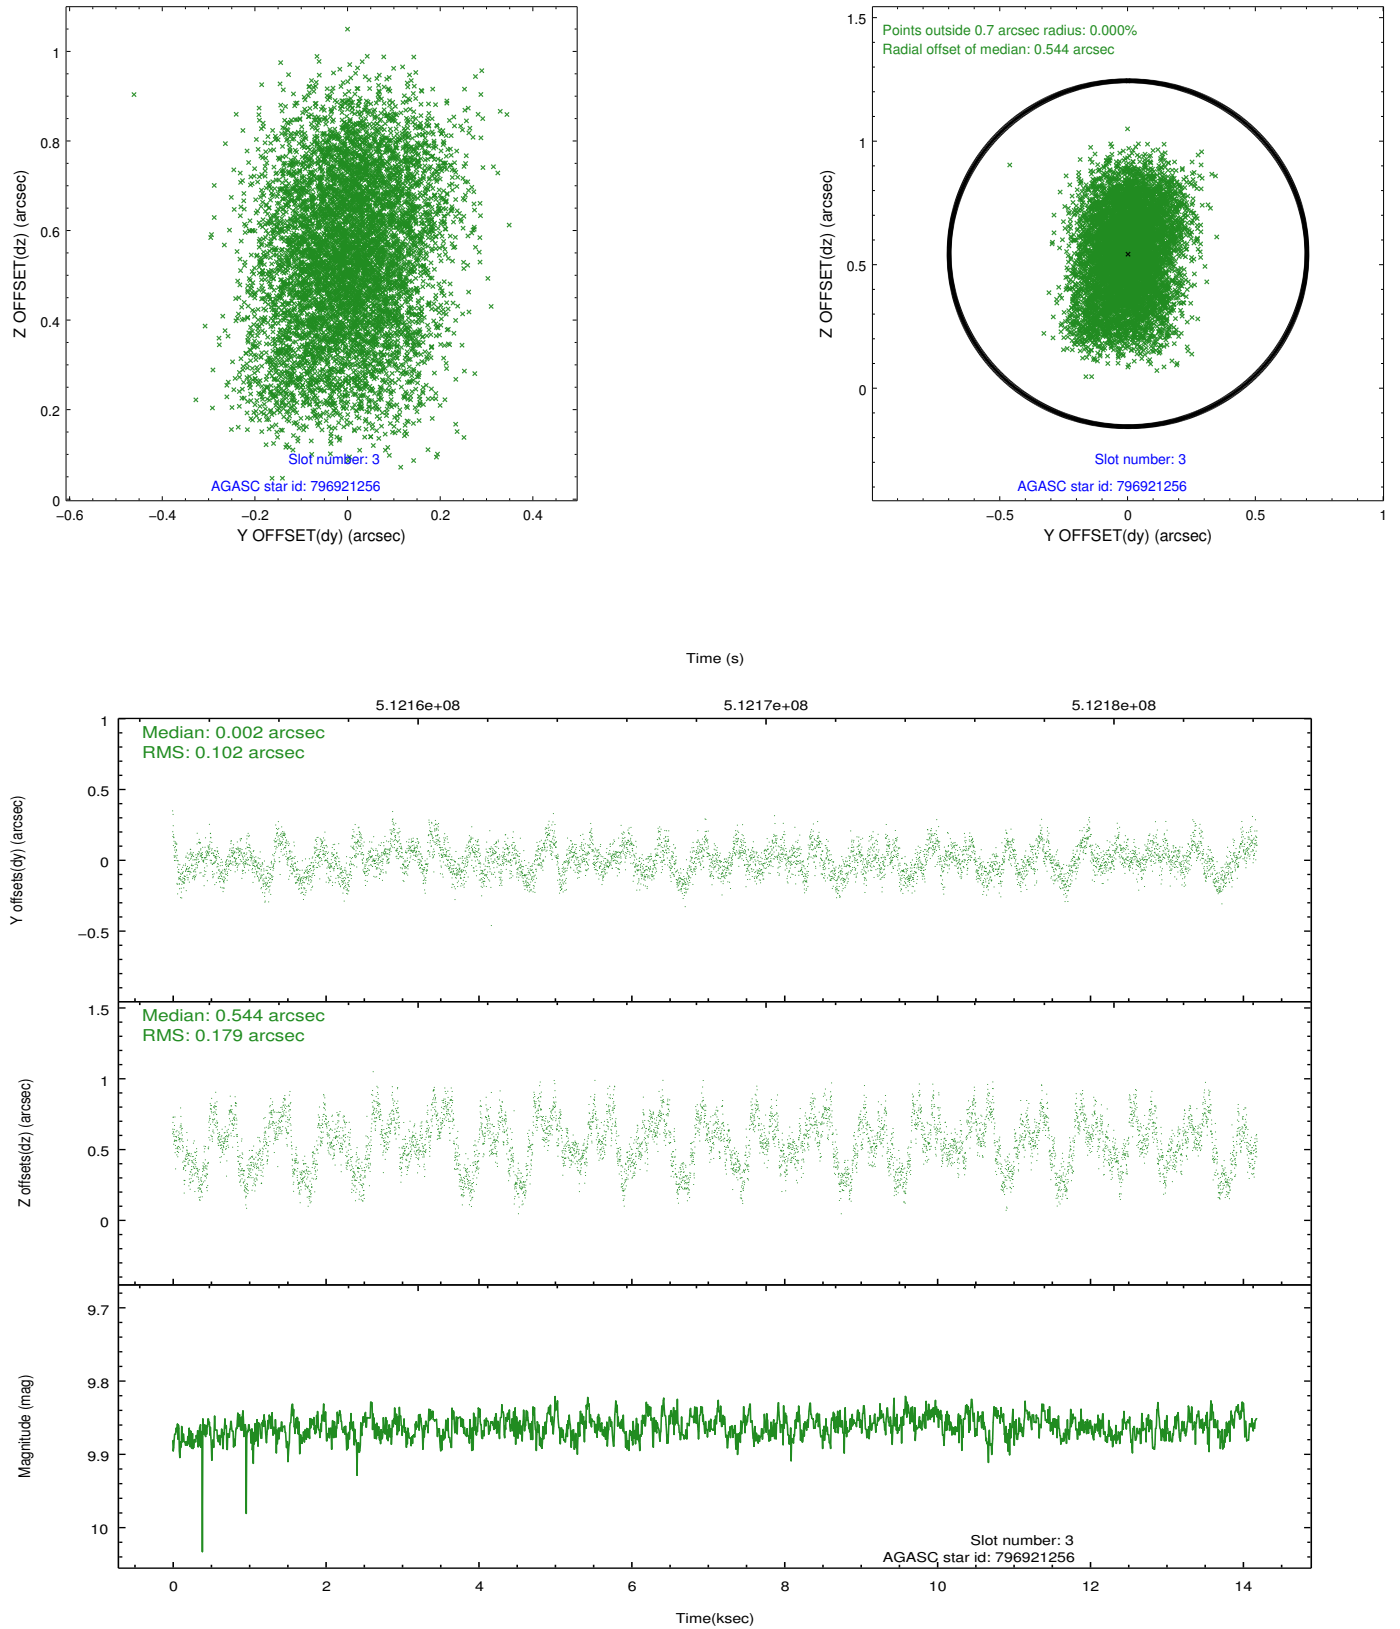 1
0.8
0.6
0.4
0.2
0
−0.6
−0.4
−0.2
0
0.2
0.4
Z OFFSET(dz) (arcsec)
Y OFFSET(dy) (arcsec)
Slot number: 3
AGASC star id: 796921256
Points outside 0.7 arcsec radius: 0.000%
Radial offset of median: 0.544 arcsec
1.5
1
0.5
0
−0.5
0
0.5
1
Z OFFSET(dz) (arcsec)
Y OFFSET(dy) (arcsec)
Slot number: 3
AGASC star id: 796921256
Time (s)
5.1216e+08
5.1217e+08
5.1218e+08
Median: 0.002 arcsec
RMS: 0.102 arcsec
1
0.5
0
−0.5
Y offsets(dy) (arcsec)
Median: 0.544 arcsec
RMS: 0.179 arcsec
1.5
1
0.5
0
Z offsets(dz) (arcsec)
9.7
9.8
9.9
10
Magnitude (mag)
Slot number: 3
AGASC star id: 796921256
0
2
4
6
8
10
12
14
Time(ksec)